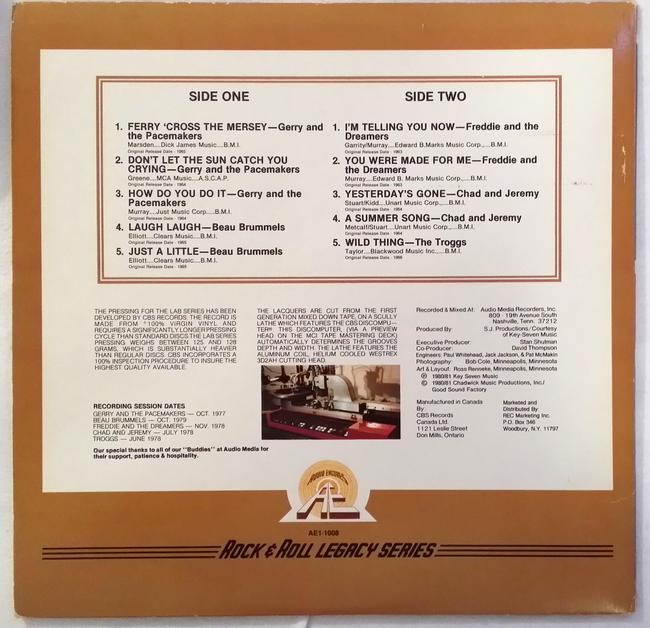 SIDE ONE
1. FERRY 'CROSS THE MERSEY—Gerry and
the Pacemakers
Marsden....Dick James Music....B.M.I.
Original Release Date - 1965
2. DON'T LET THE SUN CATCH YOU
CRYING—Gerry and the Pacemakers
Greene....MCA Music....A.S.C.A.P.
Original Release Date - 1964
3. HOW DO YOU DO IT—Gerry and the
Pacemakers
Murray....Just Music Corp....B.M.I.
Original Release Date - 1964
4. LAUGH LAUGH—Beau Brummels
Elliott....Clears Music....B.M.I.
Original Release Date - 1965
5. JUST A LITTLE—Beau Brummels
Elliott....Clears Music....B.M.I.
Original Release Date -
SIDE TWO
1. I'M TELLING YOU NOW—Freddie and the
Dreamers
Garrity/Murray....Edward B.Marks Music Corp.,...B.M.I.
Original Release Date - 1963
2. YOU WERE MADE FOR ME—Freddie and
the Dreamers
Murray....Edward B. Marks Music Corp.,...B.M.I.
Original Release Date - 1963
3. YESTERDAY'S GONE—Chad and Jeremy
Stuart/Kidd....Unart Music Corp.,...B.M.I.
Original Release Date - 1964
4. A SUMMER SONG—Chad and Jeremy
Metcalf/Stuart....Unart Music Corp.,...B.M.I.
Original Release Date - 1964
5. WILD THING—The Troggs
Taylor....Blackwood Music Inc.,...B.M.I.
Original Release Date - 1966
THE PRESSING FOR THE LAB SERIES HAS BEEN
DEVELOPED BY CBS RECORDS. THE RECORD IS
MADE FROM "100% VIRGIN VINYL AND
REQUIRES A SIGNIFICANTLY LONGER PRESSING
CYCLE THAN STANDARD DISCS.THE LAB SERIES
PRESSING WEIGHS BETWEEN 125 AND 128
GRAMS, WHICH IS SUBSTANTIALLY HEAVIER
THAN REGULAR DISCS. CBS INCORPORATES A
100% INSPECTION PROCEDURE TO INSURE THE
HIGHEST QUALITY AVAILABLE.
RECORDING SESSION DATES
GERRY AND THE PACEMAKERS — OCT. 1977
BEAU BRUMMELS — OCT. 1979
FREDDIE AND THE DREAMERS — NOV. 1978
CHAD AND JEREMY — JULY 1978
TROGGS — JUNE 1978
Our special thanks to all of our "Buddies" at Audio Media for
their support, patience & hospitality.
THE LACQUERS ARE CUT FROM THE FIRST
GENERATION MIXED DOWN TAPE, ON A SCULLY
LATHE WHICH FEATURES THE CBS DISCOMPU—
TER® THIS DISCOMPUTER, (VIA A PREVIEW
HEAD ON THE MCI TAPE MASTERING DECK)
AUTOMATICALLY DETERMINES THE GROOVES
DEPTH AND WIDTH. THE LATHE FEATURES THE
ALUMINUM COIL, HELIUM COOLED WESTREX
3D2AH CUTTING HEAD.
Recorded & Mixed At: Audio Media Recorders, Inc.
809 19th Avenue South
Nashville, Tenn. 37212
Produced By: S.J. Productions/Courtesy
of Key-Seven Music
Executive Producer: Stan Shulman
Co-Producer: David Thompson
Engineers: Paul Whitehead, Jack Jackson, & Pat McMakin
Photography: Bob Cole, Minneapolis, Minnesota
Art & Layout: Ross Renneke, Minneapolis, Minnesota
℗ 1980/81 Key Seven Music
© 1980/81 Chadwick Music Productions, Inc./
Good Sound Factory
Manufactured in Canada
By:
CBS Records
Canada Ltd.
1121 Leslie Street
Don Mills, Ontario
Marketed and
Distributed By:
REC Marketing Inc.
P.O. Box 346
Woodbury, N.Y. 11797
AUDIO ENCORE
AE
AE1-1008
ROCK & ROLL LEGACY SERIES